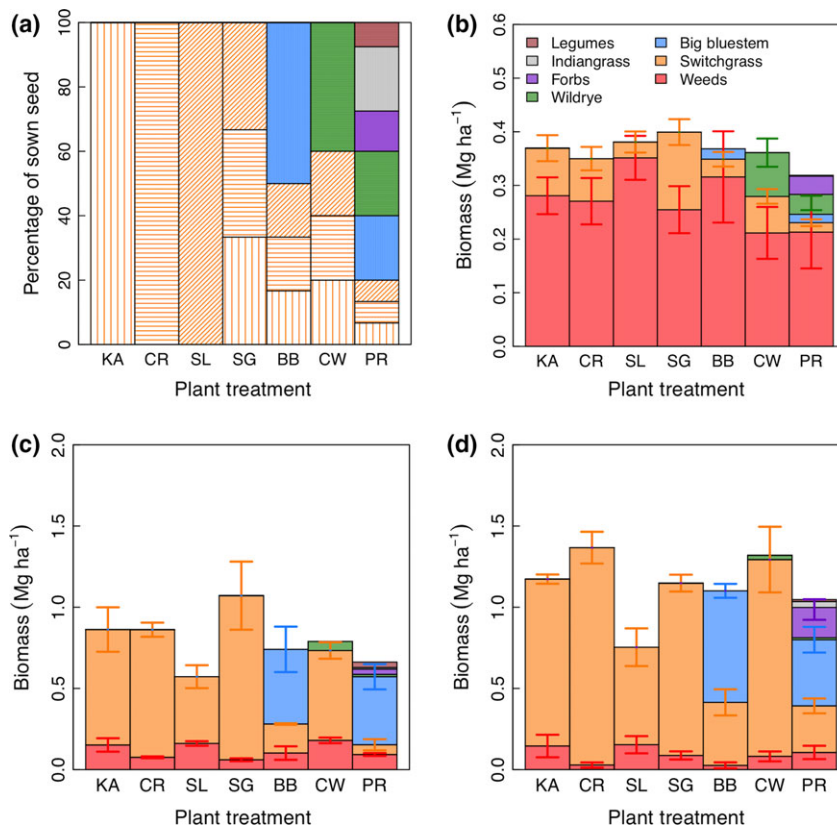 (a)
Percentage of sown seed
100
80
60
40
20
0
KA CR SL SG BB CW PR
Plant treatment
(b)
Biomass (Mg ha⁻¹)
0.6
0.5
0.4
0.3
0.2
0.1
0.0
Legumes
Indiangrass
Forbs
Wildrye
Big bluestem
Switchgrass
Weeds
KA CR SL SG BB CW PR
Plant treatment
(c)
Biomass (Mg ha⁻¹)
2.0
1.5
1.0
0.5
0.0
KA CR SL SG BB CW PR
Plant treatment
(d)
Biomass (Mg ha⁻¹)
2.0
1.5
1.0
0.5
0.0
KA CR SL SG BB CW PR
Plant treatment